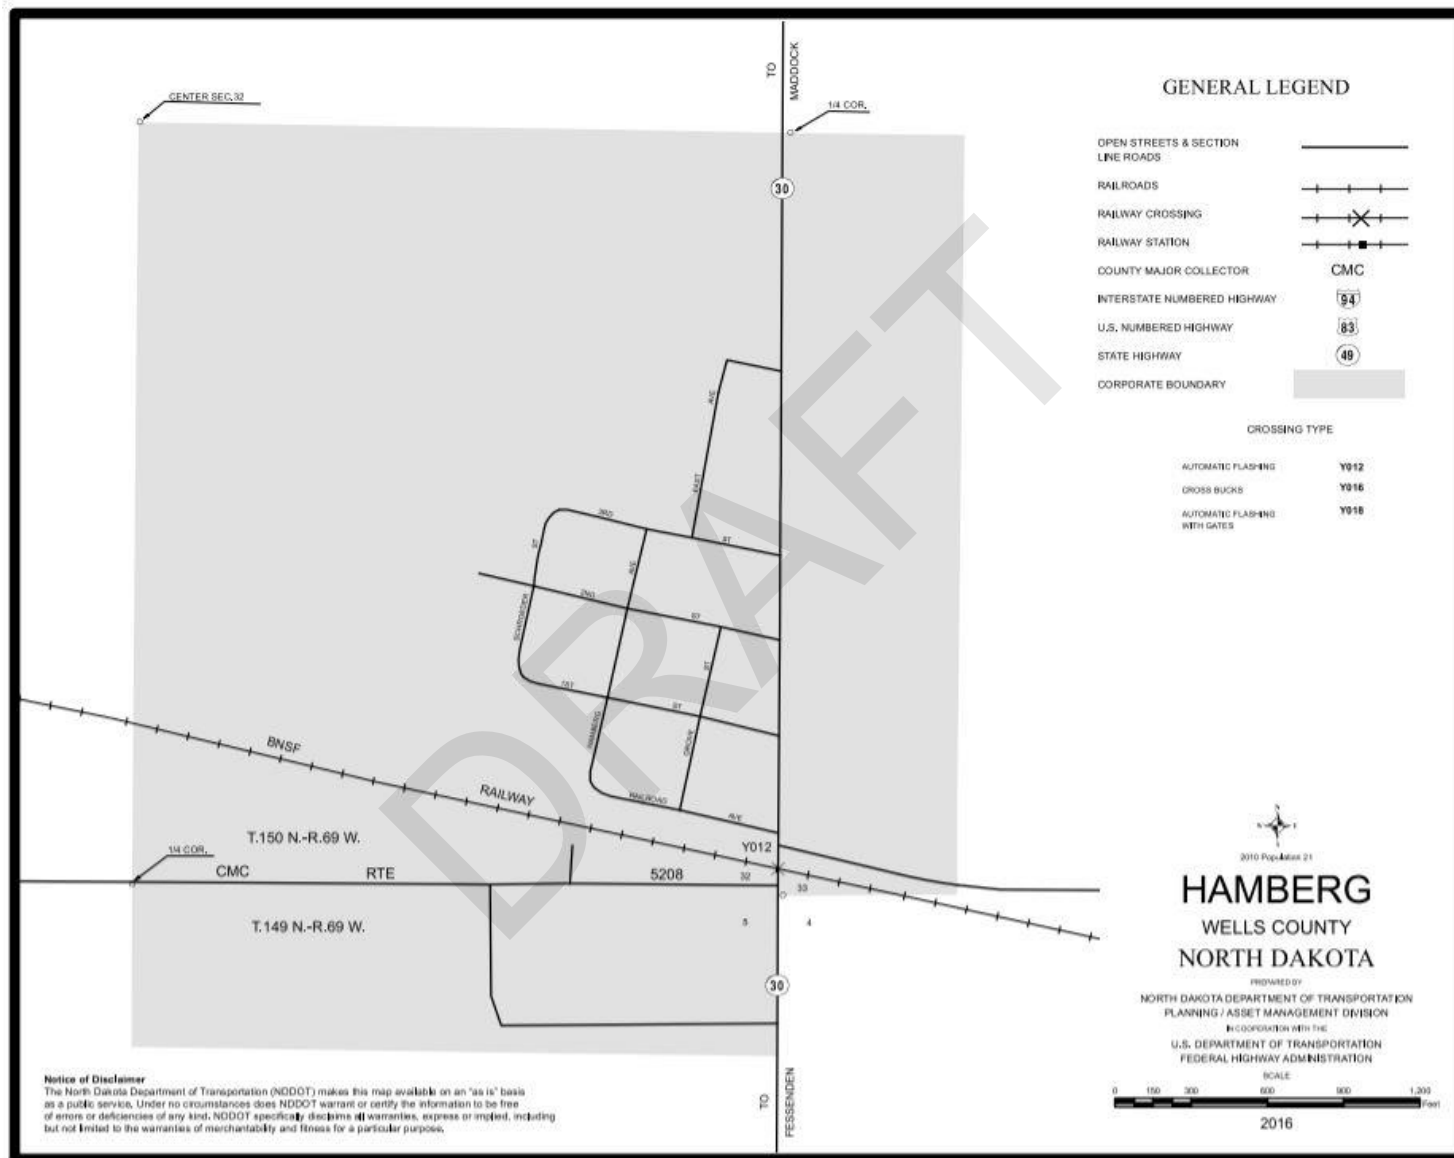 CENTER SEC.32
TO
MADDOCK
1/4 COR.
30
GENERAL LEGEND
OPEN STREETS & SECTION
LINE ROADS
RAILROADS
RAILWAY CROSSING
RAILWAY STATION
COUNTY MAJOR COLLECTOR CMC
INTERSTATE NUMBERED HIGHWAY 94
U.S. NUMBERED HIGHWAY 83
STATE HIGHWAY 49
CORPORATE BOUNDARY
CROSSING TYPE
AUTOMATIC FLASHING Y012
CROSS BUCKS Y016
AUTOMATIC FLASHING Y018
WITH GATES
DRAFT
AVE
EAST
3RD
ST
ST
AVE
2ND
ST
SCHROEDER
ST
1ST
ST
HAMBERG
BROWN
RAILROAD
AVE
BNSF
RAILWAY
Y012
T.150 N.-R.69 W.
1/4 COR.
CMC RTE 5208
32
33
T.149 N.-R.69 W.
5
4
30
TO
FESSENDEN
N
2010 Population 21
HAMBERG
WELLS COUNTY
NORTH DAKOTA
PREPARED BY
NORTH DAKOTA DEPARTMENT OF TRANSPORTATION
PLANNING / ASSET MANAGEMENT DIVISION
IN COOPERATION WITH THE
U.S. DEPARTMENT OF TRANSPORTATION
FEDERAL HIGHWAY ADMINISTRATION
SCALE
0 150 300 600 900 1,200
Feet
2016
Notice of Disclaimer
The North Dakota Department of Transportation (NDDOT) makes this map available on an "as is" basis
as a public service. Under no circumstances does NDDOT warrant or certify the information to be free
of errors or deficiencies of any kind. NDDOT specifically disclaims all warranties, express or implied, including
but not limited to the warranties of merchantability and fitness for a particular purpose.